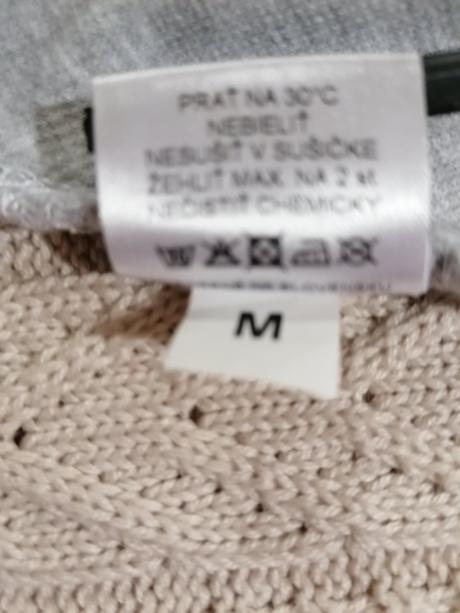 PRAŤ NA 30°C
NEBIELIŤ
NESUŠIŤ V SUŠIČKE
ŽEHLIŤ MAX. NA 2 st
NEČISTIŤ CHEMICKY
M